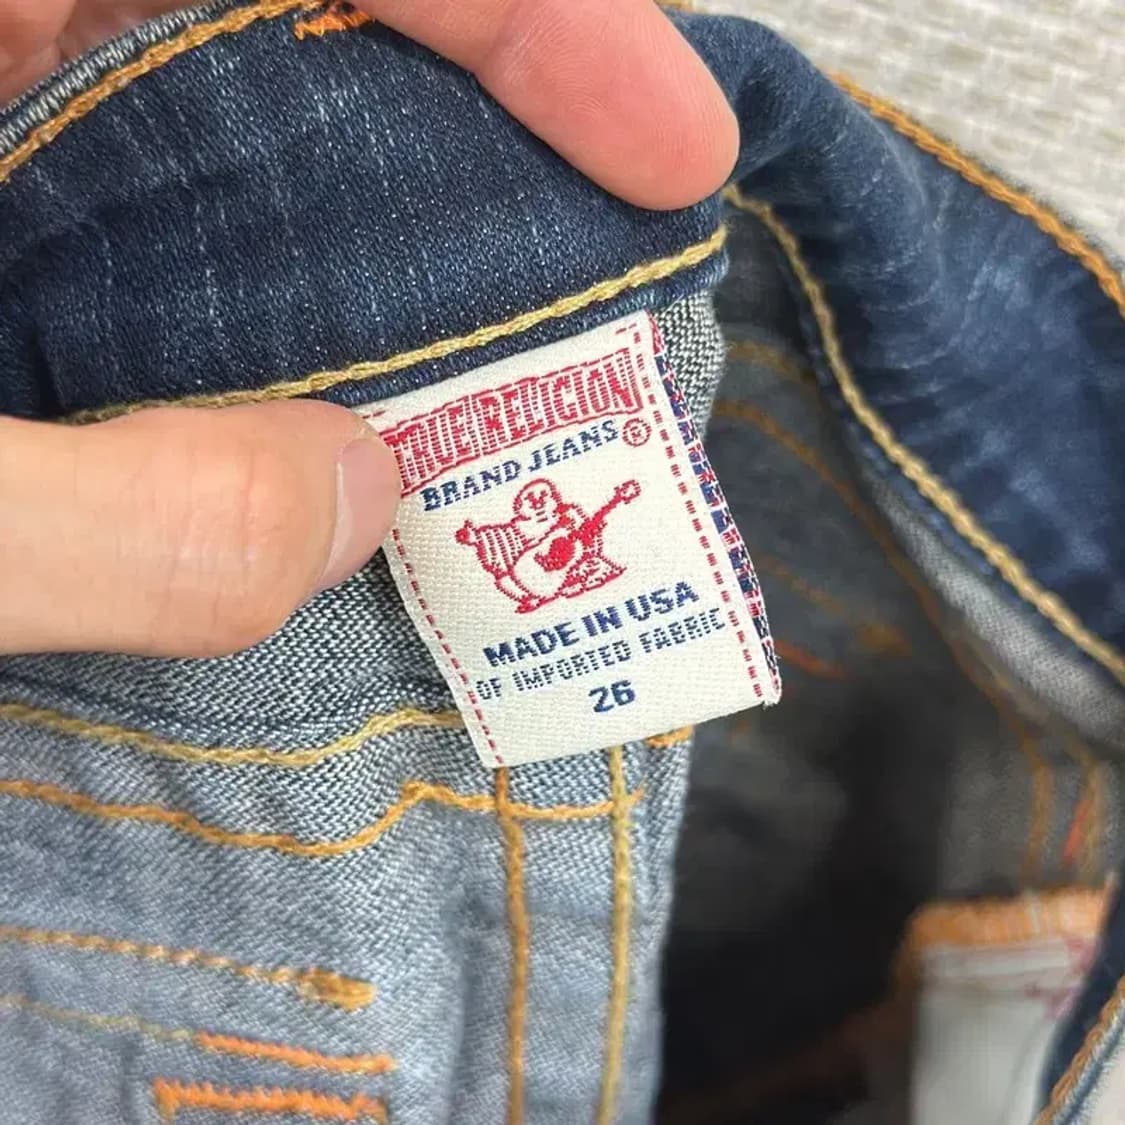 TRUE RELIGION
BRAND JEANS ®
MADE IN USA
OF IMPORTED FABRIC
26